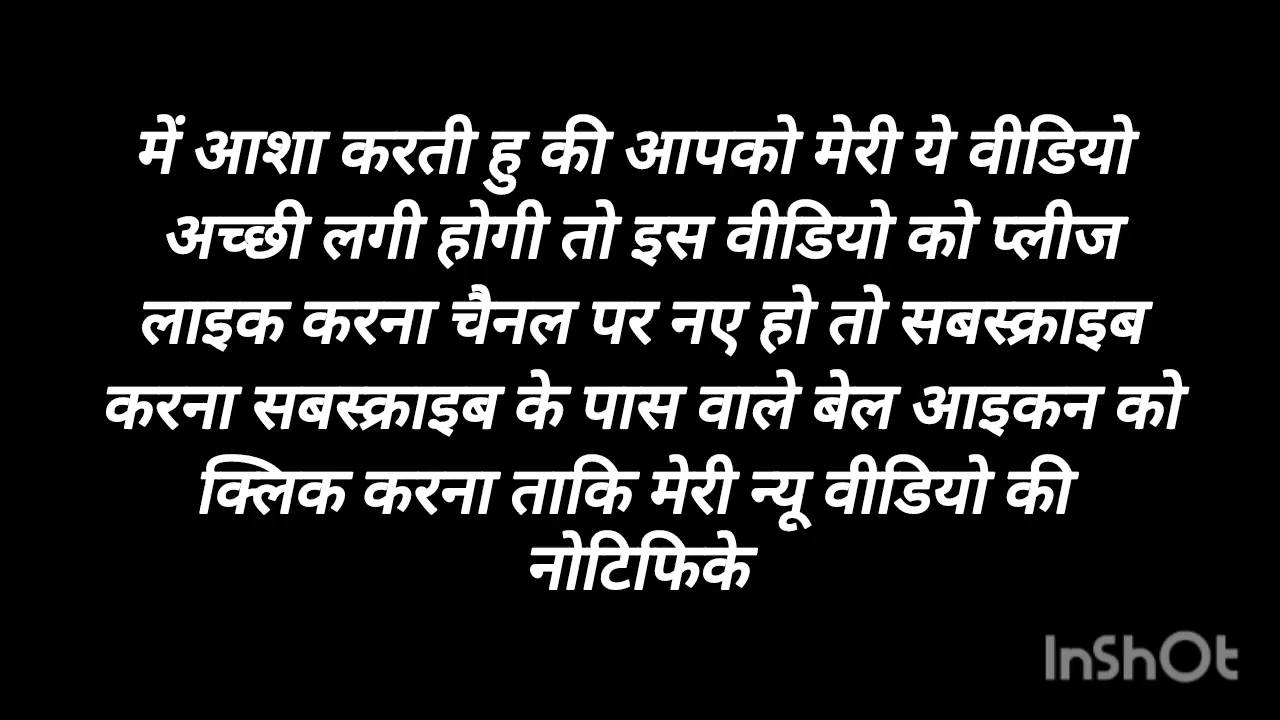 में आशा करती हु की आपको मेरी ये वीडियो
अच्छी लगी होगी तो इस वीडियो को प्लीज
लाइक करना चैनल पर नए हो तो सबस्क्राइब
करना सबस्क्राइब के पास वाले बेल आइकन को
क्लिक करना ताकि मेरी न्यू वीडियो की
नोटिफिके
InShOt